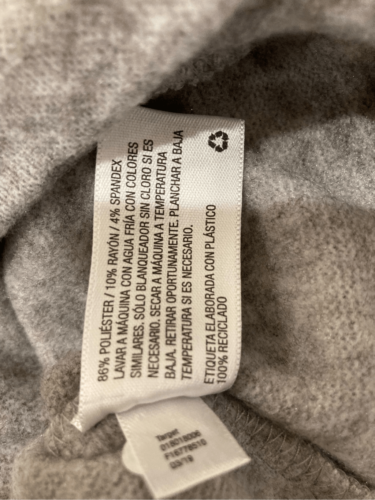 86% POLIÉSTER / 10% RAYÓN / 4% SPANDEX
LAVAR A MÁQUINA CON AGUA FRÍA CON COLORES
SIMILARES. SÓLO BLANQUEADOR SIN CLORO SI ES
NECESARIO. SECAR A MÁQUINA A TEMPERATURA
BAJA. RETIRAR OPORTUNAMENTE. PLANCHAR A BAJA
TEMPERATURA SI ES NECESARIO.
ETIQUETA ELABORADA CON PLÁSTICO
100% RECICLADO
Target